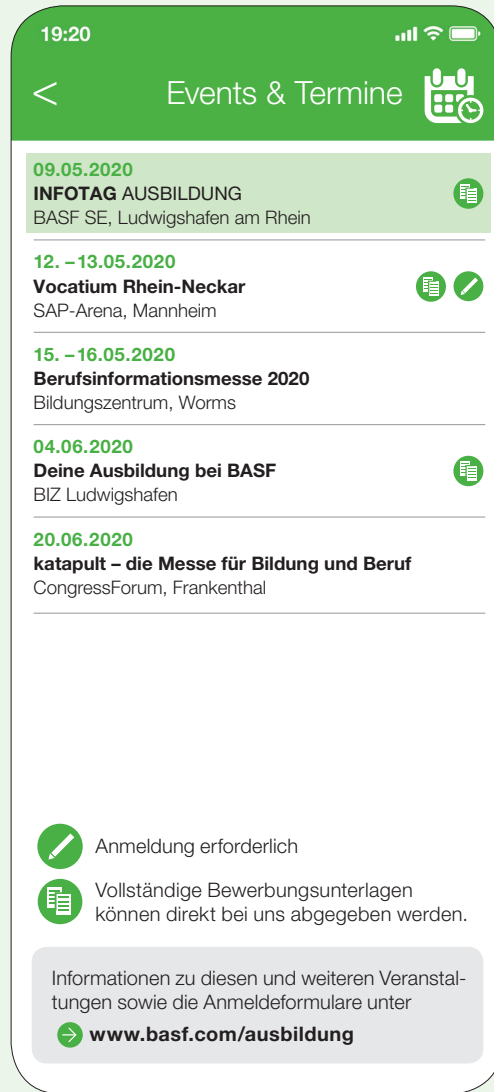 19:20
< Events & Termine
09.05.2020
INFOTAG AUSBILDUNG
BASF SE, Ludwigshafen am Rhein
12. – 13.05.2020
Vocatium Rhein-Neckar
SAP-Arena, Mannheim
15. – 16.05.2020
Berufsinformationsmesse 2020
Bildungszentrum, Worms
04.06.2020
Deine Ausbildung bei BASF
BIZ Ludwigshafen
20.06.2020
katapult – die Messe für Bildung und Beruf
CongressForum, Frankenthal
Anmeldung erforderlich
Vollständige Bewerbungsunterlagen
können direkt bei uns abgegeben werden.
Informationen zu diesen und weiteren Veranstal-
tungen sowie die Anmeldeformulare unter
www.basf.com/ausbildung